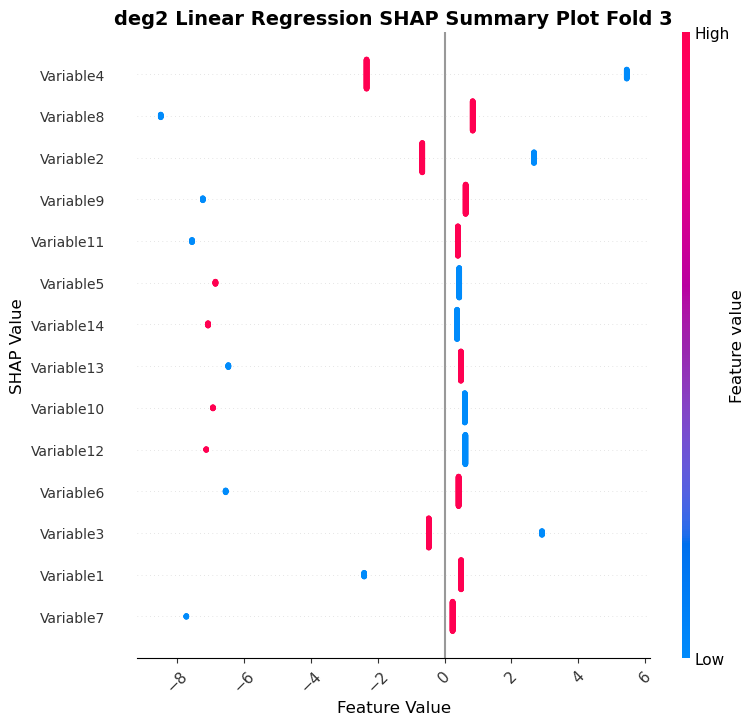 deg2 Linear Regression SHAP Summary Plot Fold 3
High
Variable4
Variable8
Variable2
Variable9
Variable11
Variable5
Variable14
Variable13
Variable10
Variable12
Variable6
Variable3
Variable1
Variable7
SHAP Value
Feature value
Low
−8 −6 −4 −2 0 2 4 6
Feature Value